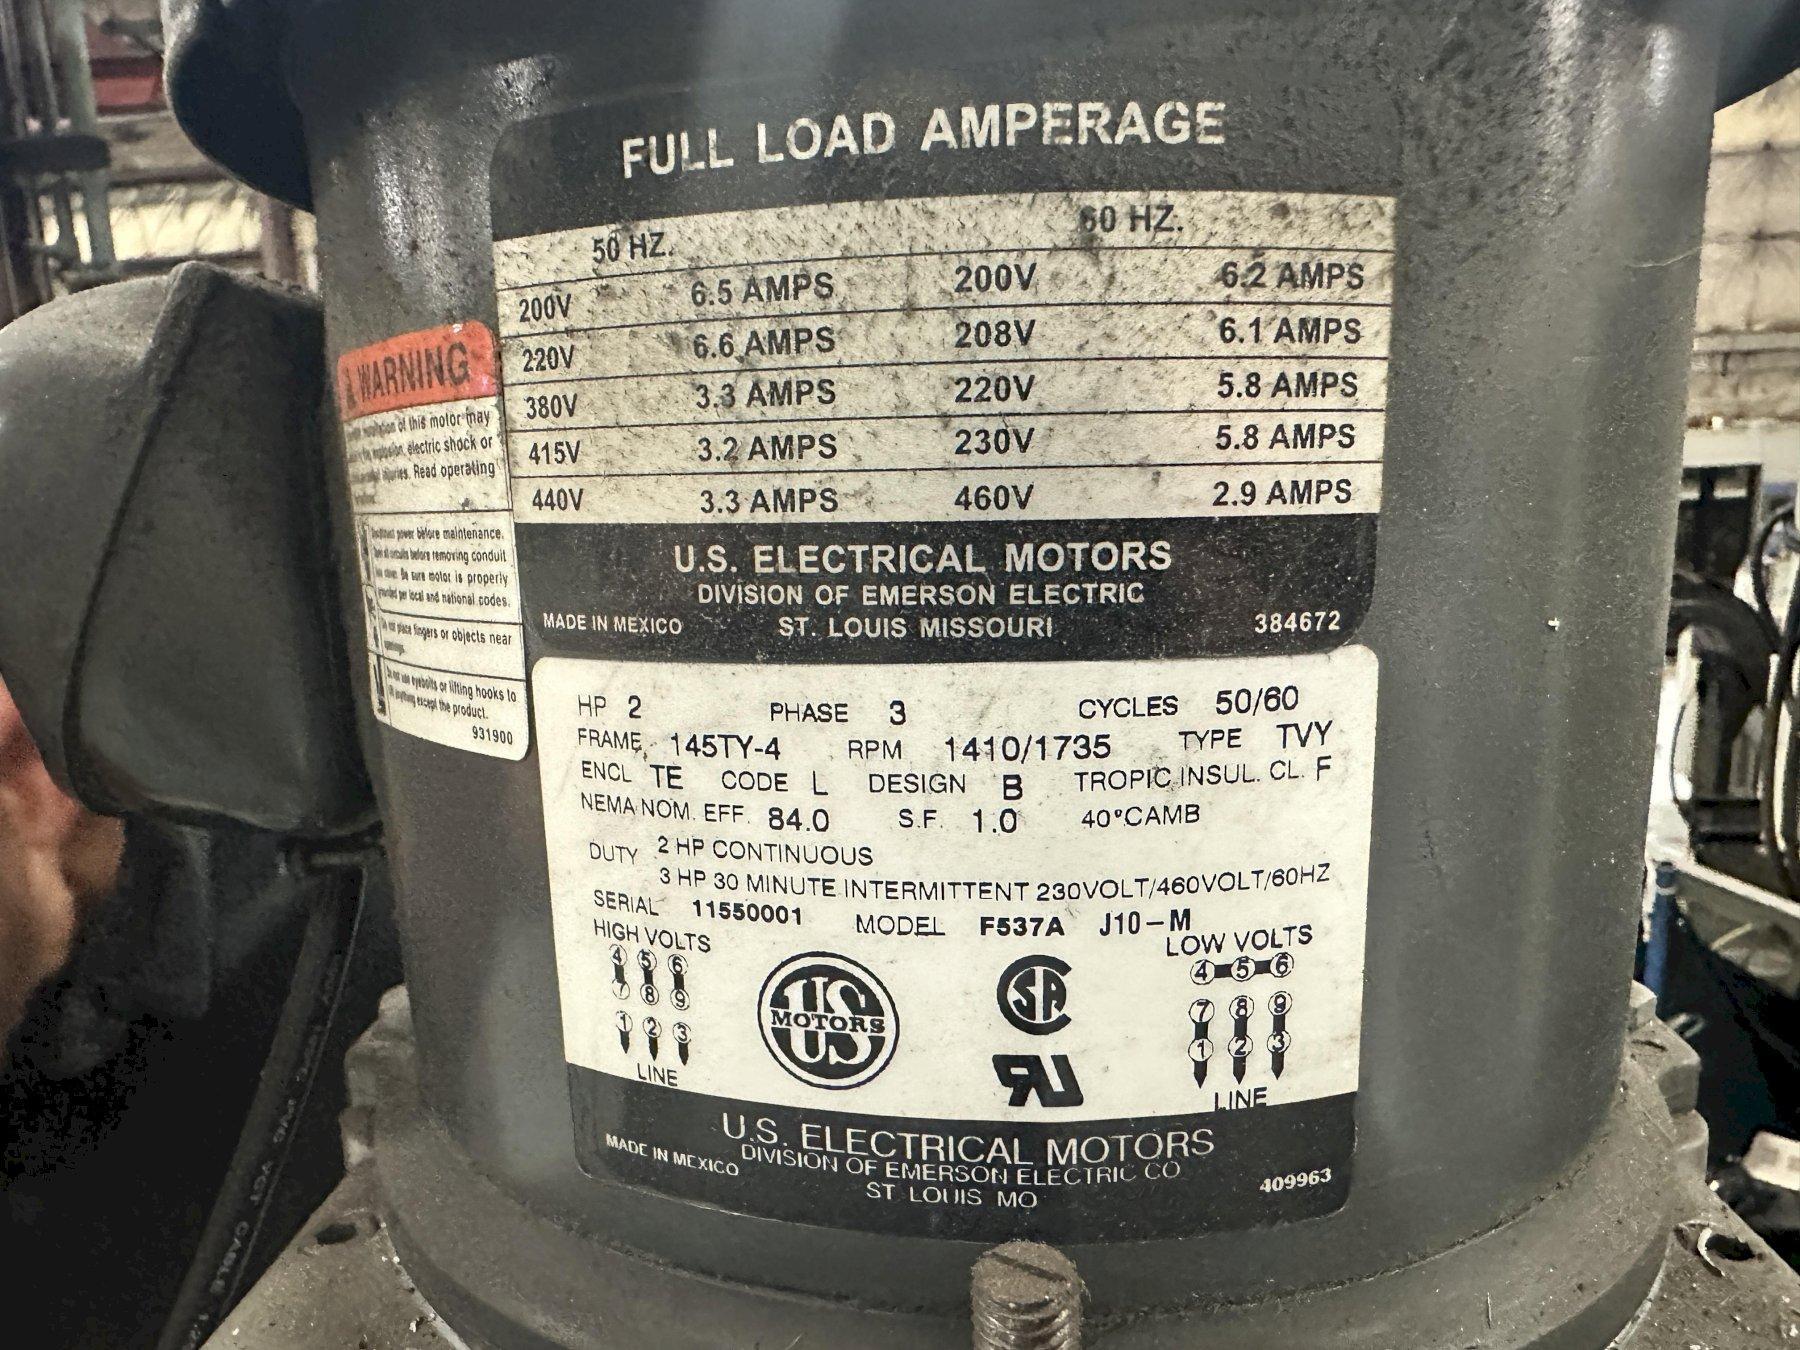 FULL LOAD AMPERAGE
50 HZ. 60 HZ.
200V 6.5 AMPS 200V 6.2 AMPS
220V 6.6 AMPS 208V 6.1 AMPS
380V 3.3 AMPS 220V 5.8 AMPS
415V 3.2 AMPS 230V 5.8 AMPS
440V 3.3 AMPS 460V 2.9 AMPS
U.S. ELECTRICAL MOTORS
DIVISION OF EMERSON ELECTRIC
MADE IN MEXICO ST. LOUIS MISSOURI 384672
WARNING
installation of this motor may
explosion, electric shock or
injuries. Read operating
power before maintenance.
all circuits before removing conduit
Be sure motor is properly
grounded per local and national codes.
Do not place fingers or objects near
openings.
Do not use eyebolts or lifting hooks to
lift anything except the product.
931900
HP 2 PHASE 3 CYCLES 50/60
FRAME 145TY-4 RPM 1410/1735 TYPE TVY
ENCL TE CODE L DESIGN B TROPIC INSUL. CL. F
NEMA NOM. EFF. 84.0 S.F. 1.0 40°CAMB
DUTY 2 HP CONTINUOUS
3 HP 30 MINUTE INTERMITTENT 230VOLT/460VOLT/60HZ
SERIAL 11550001 MODEL F537A J10-M
HIGH VOLTS LOW VOLTS
4 5 6 4 5 6
7 8 9 7 8 9
1 2 3 1 2 3
LINE LINE
US
MOTORS
SA
RU
U.S. ELECTRICAL MOTORS
DIVISION OF EMERSON ELECTRIC CO
MADE IN MEXICO ST LOUIS MO 409963